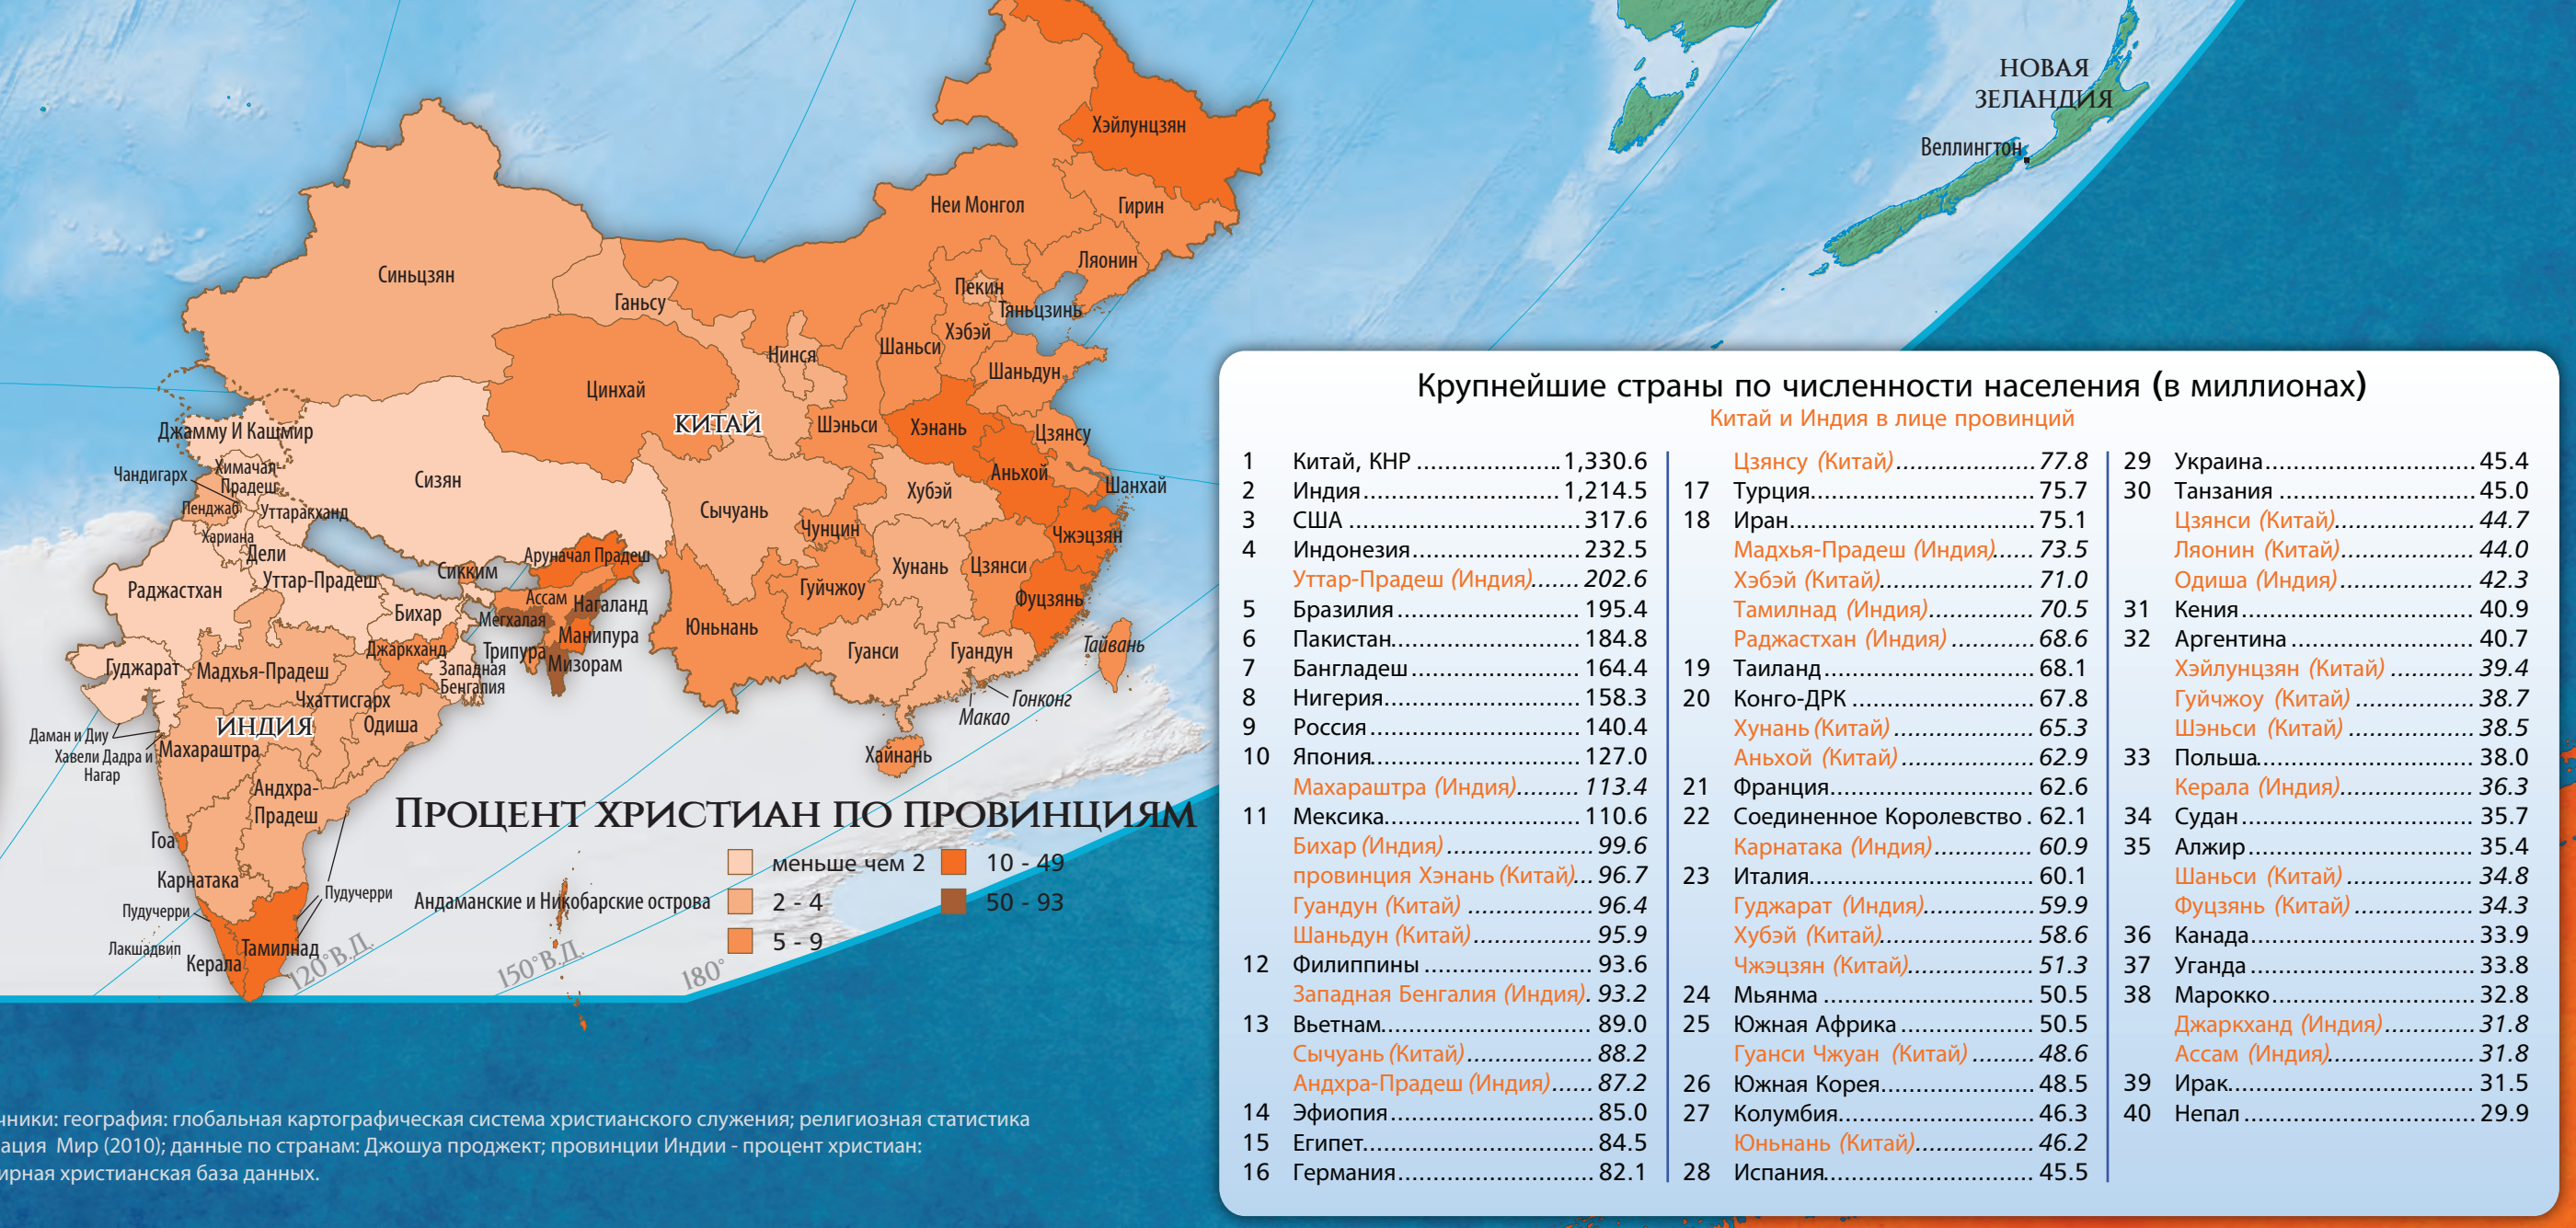 НОВАЯ
ЗЕЛАНДИЯ
Веллингтон
Хэйлунцзян
Неи Монгол
Гирин
Ляонин
Синьцзян
Ганьсу
Пекин
Тяньцзинь
Хэбэй
Нинся
Шаньси
Шаньдун
Цинхай
КИТАЙ
Шэньси
Хэнань
Цзянсу
Джамму И Кашмир
Чандигарх
Химачал-
Прадеш
Сизян
Аньхой
Шанхай
Хубэй
Пенджаб
Уттаракханд
Сычуань
Чунцин
Чжэцзян
Хариана
Дели
Аруначал Прадеш
Сикким
Уттар-Прадеш
Раджастхан
Хунань
Цзянси
Гуйчжоу
Ассам
Нагаланд
Фуцзянь
Бихар
Мегхалая
Манипура
Юньнань
Джаркханд
Трипура
Мизорам
Гуанси
Гуандун
Тайвань
Гуджарат
Мадхья-Прадеш
Западная
Бенгалия
Чхаттисгарх
Гонконг
Макао
ИНДИЯ
Одиша
Даман и Диу
Хавели Дадра и
Нагар
Махараштра
Хайнань
Андхра-
Прадеш
Гоа
Карнатака
Пудучерри
Пудучерри
Лакшадвип
Тамилнад
Керала
Андаманские и Никобарские острова
120°В.Д.
150°В.Д.
180°
ПРОЦЕНТ ХРИСТИАН ПО ПРОВИНЦИЯМ
меньше чем 2
2 - 4
5 - 9
10 - 49
50 - 93
чники: география: глобальная картографическая система христианского служения; религиозная статистика
ация Мир (2010); данные по странам: Джошуа проджект; провинции Индии - процент христиан:
ирная христианская база данных.
Крупнейшие страны по численности населения (в миллионах)
Китай и Индия в лице провинций
1 Китай, КНР 1,330.6
2 Индия 1,214.5
3 США 317.6
4 Индонезия 232.5
Уттар-Прадеш (Индия) 202.6
5 Бразилия 195.4
6 Пакистан 184.8
7 Бангладеш 164.4
8 Нигерия 158.3
9 Россия 140.4
10 Япония 127.0
Махараштра (Индия) 113.4
11 Мексика 110.6
Бихар (Индия) 99.6
провинция Хэнань (Китай) 96.7
Гуандун (Китай) 96.4
Шаньдун (Китай) 95.9
12 Филиппины 93.6
Западная Бенгалия (Индия) 93.2
13 Вьетнам 89.0
Сычуань (Китай) 88.2
Андхра-Прадеш (Индия) 87.2
14 Эфиопия 85.0
15 Египет 84.5
16 Германия 82.1
Цзянсу (Китай) 77.8
17 Турция 75.7
18 Иран 75.1
Мадхья-Прадеш (Индия) 73.5
Хэбэй (Китай) 71.0
Тамилнад (Индия) 70.5
Раджастхан (Индия) 68.6
19 Таиланд 68.1
20 Конго-ДРК 67.8
Хунань (Китай) 65.3
Аньхой (Китай) 62.9
21 Франция 62.6
22 Соединенное Королевство 62.1
Карнатака (Индия) 60.9
23 Италия 60.1
Гуджарат (Индия) 59.9
Хубэй (Китай) 58.6
Чжэцзян (Китай) 51.3
24 Мьянма 50.5
25 Южная Африка 50.5
Гуанси Чжуан (Китай) 48.6
26 Южная Корея 48.5
27 Колумбия 46.3
Юньнань (Китай) 46.2
28 Испания 45.5
29 Украина 45.4
30 Танзания 45.0
Цзянси (Китай) 44.7
Ляонин (Китай) 44.0
Одиша (Индия) 42.3
31 Кения 40.9
32 Аргентина 40.7
Хэйлунцзян (Китай) 39.4
Гуйчжоу (Китай) 38.7
Шэньси (Китай) 38.5
33 Польша 38.0
Керала (Индия) 36.3
34 Судан 35.7
35 Алжир 35.4
Шаньси (Китай) 34.8
Фуцзянь (Китай) 34.3
36 Канада 33.9
37 Уганда 33.8
38 Марокко 32.8
Джаркханд (Индия) 31.8
Ассам (Индия) 31.8
39 Ирак 31.5
40 Непал 29.9